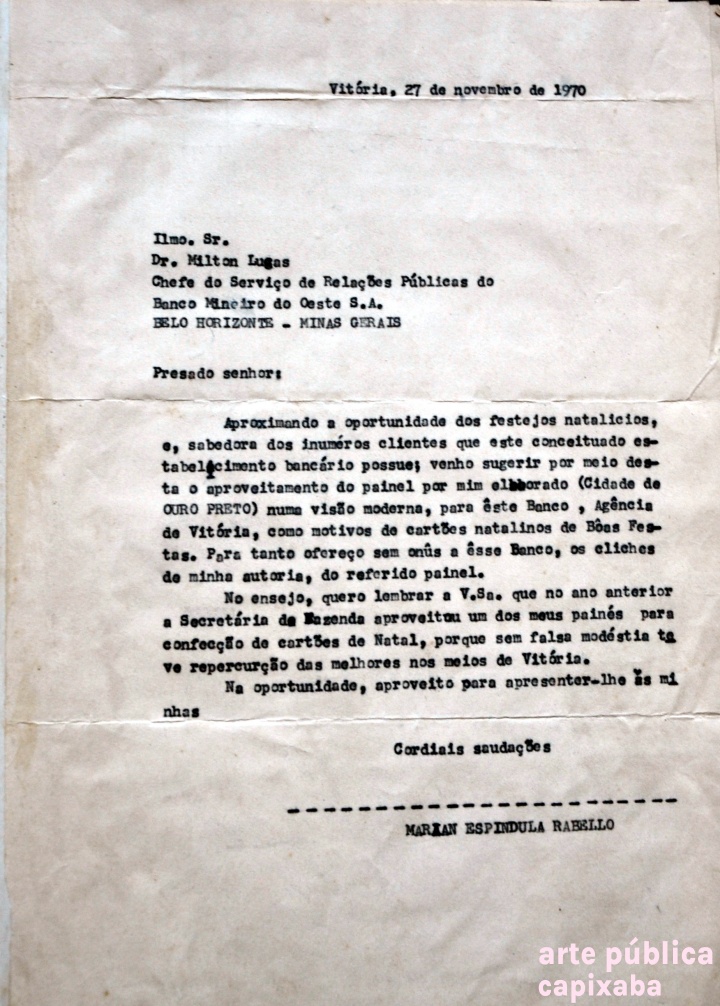 Vitória, 27 de novembro de 1970
Ilmo. Sr.
Dr. Milton Lugas
Chefe do Serviço de Relações Públicas do
Banco Mineiro do Oeste S.A.
BELO HORIZONTE - MINAS GERAIS
Presado senhor:
Aproximando a oportunidade dos festejos natalicios,
e, sabedora dos inuméros clientes que este conceituado es-
tabelecimento bancário possue; venho sugerir por meio des-
ta o aproveitamento do painel por mim elaborado (Cidade de
OURO PRETO) numa visão moderna, para êste Banco , Agência
de Vitória, como motivos de cartões natalinos de Bôas Fes-
tas. Para tanto ofereço sem onûs a êsse Banco, os cliches
de minha autoria, do referido painel.
No ensejo, quero lembrar a V.Sa. que no ano anterior
a Secretária da Fazenda aproveitou um dos meus painés para
confecção de cartões de Natal, porque sem falsa modéstia te
ve repercurção das melhores nos meios de Vitória.
Na oportunidade, aproveito para apresenter-lhe às mi
nhas
Cordiais saudações
------------------------
MARIAN ESPINDULA RABELLO
arte pública
capixaba